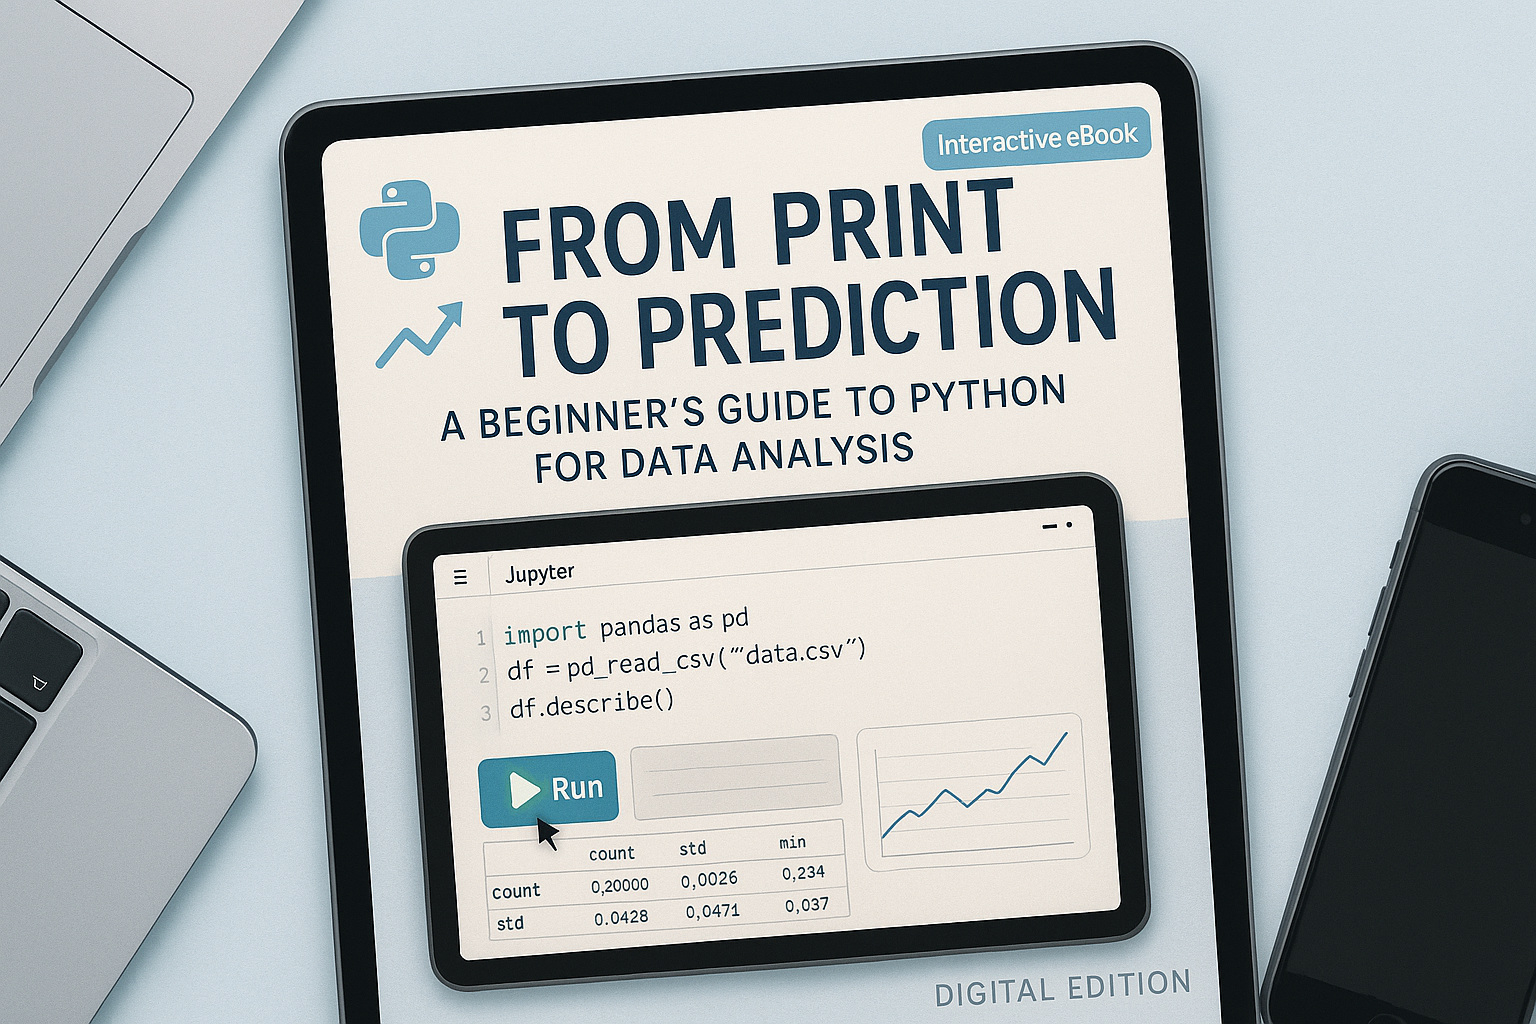 Interactive eBook
FROM PRINT
TO PREDICTION
A BEGINNER'S GUIDE TO PYTHON
FOR DATA ANALYSIS
Jupyter
1 import pandas as pd
2 df = pd_read_csv("‘data.csv”)
3 df.describe()
Run
count std min
count 0,20000 0,0026 0,234
std 0.0428 0,0471 0,037
DIGITAL EDITION